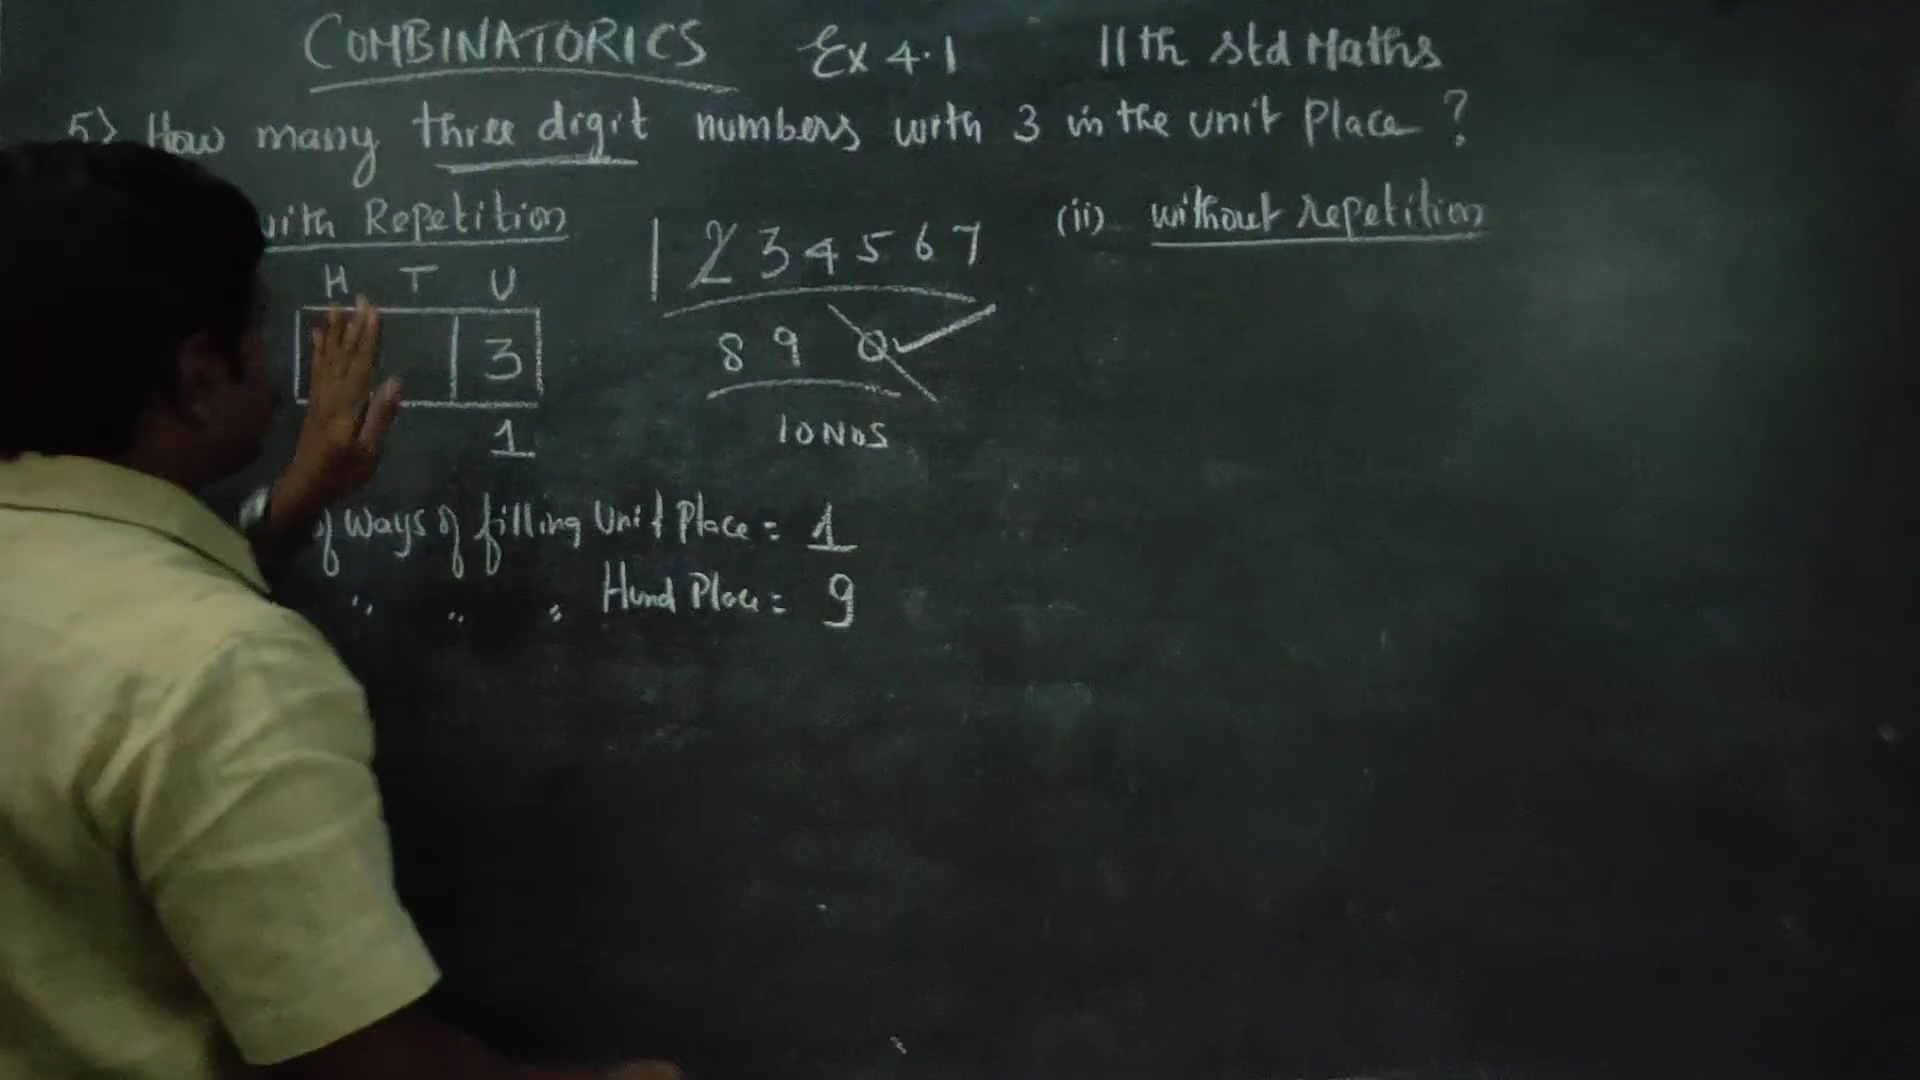 COMBINATORICS Ex 4.1 11th std Maths
5) How many three digit numbers with 3 in the unit place ?
with Repetition
(ii) without repetition
H T U
3
1
1 2 3 4 5 6 7
8 9 0
10 NOS
of ways of filling Unit Place = 1
" " " Hund Place = 9